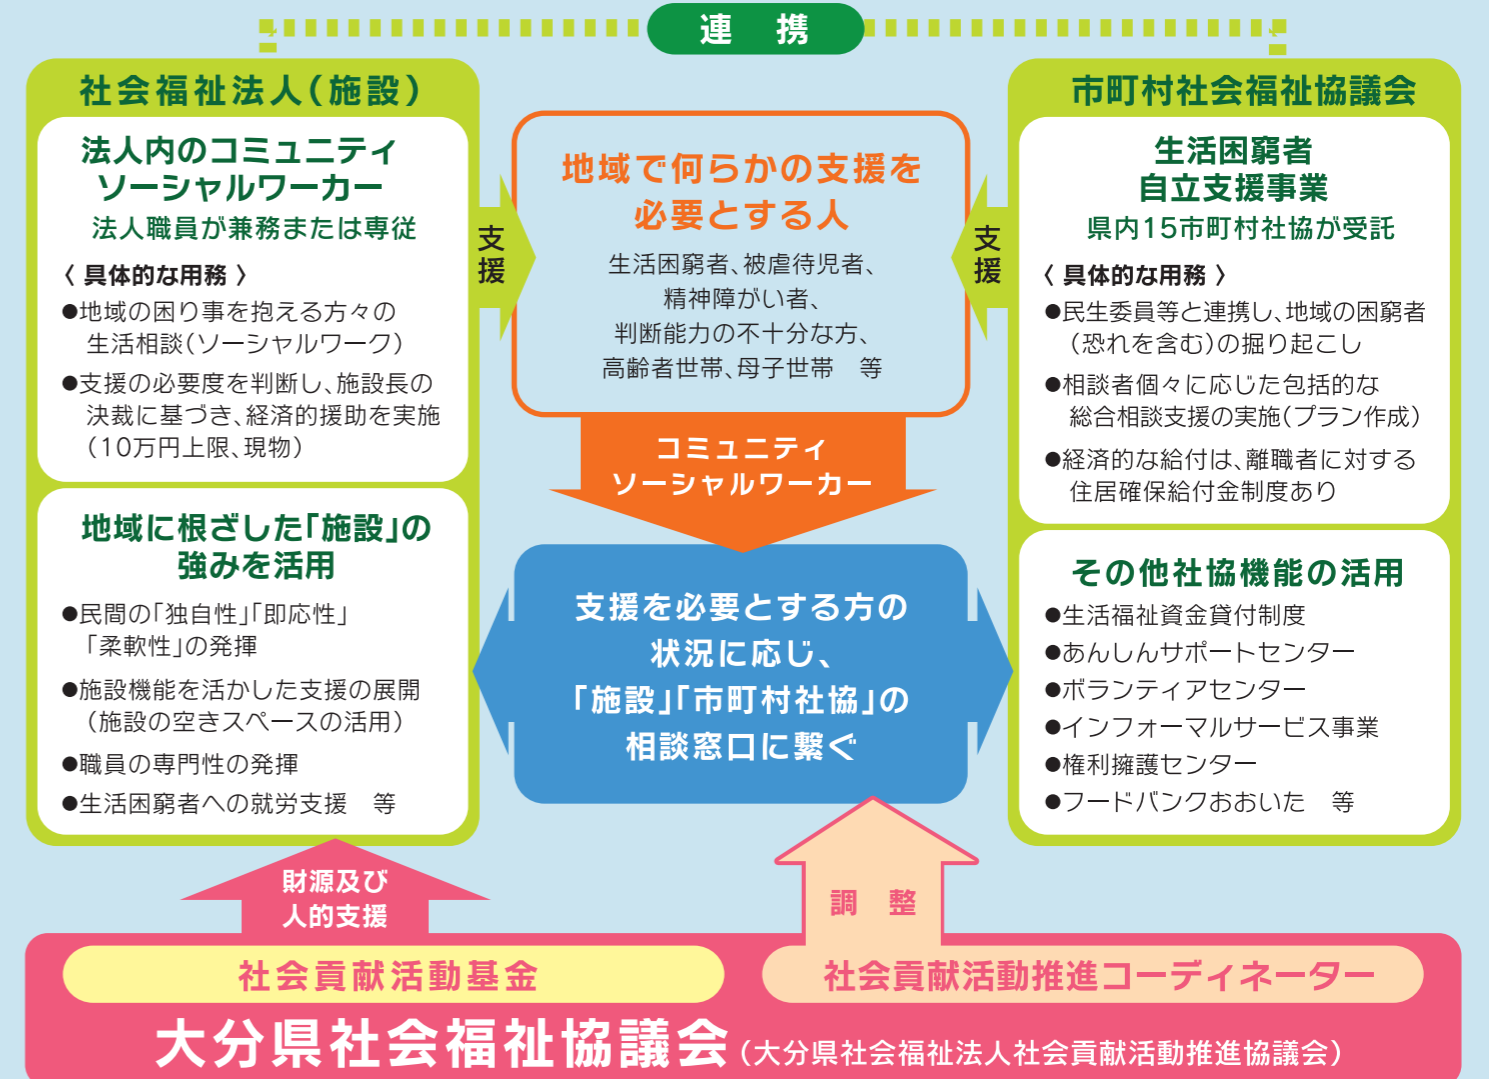 連　携
社会福祉法人（施設）
法人内のコミュニティ
ソーシャルワーカー
法人職員が兼務または専従
〈 具体的な用務 〉
●地域の困り事を抱える方々の
生活相談（ソーシャルワーク）
●支援の必要度を判断し、施設長の
決裁に基づき、経済的援助を実施
（10万円上限、現物）
地域に根ざした「施設」の
強みを活用
●民間の「独自性」「即応性」
「柔軟性」の発揮
●施設機能を活かした支援の展開
（施設の空きスペースの活用）
●職員の専門性の発揮
●生活困窮者への就労支援　等
支援
地域で何らかの支援を
必要とする人
生活困窮者、被虐待児者、
精神障がい者、
判断能力の不十分な方、
高齢者世帯、母子世帯　等
支援
コミュニティ
ソーシャルワーカー
支援を必要とする方の
状況に応じ、
「施設」「市町村社協」の
相談窓口に繋ぐ
市町村社会福祉協議会
生活困窮者
自立支援事業
県内15市町村社協が受託
〈 具体的な用務 〉
●民生委員等と連携し、地域の困窮者
（恐れを含む）の掘り起こし
●相談者個々に応じた包括的な
総合相談支援の実施（プラン作成）
●経済的な給付は、離職者に対する
住居確保給付金制度あり
その他社協機能の活用
●生活福祉資金貸付制度
●あんしんサポートセンター
●ボランティアセンター
●インフォーマルサービス事業
●権利擁護センター
●フードバンクおおいた　等
財源及び
人的支援
調　整
社会貢献活動基金
社会貢献活動推進コーディネーター
大分県社会福祉協議会（大分県社会福祉法人社会貢献活動推進協議会）